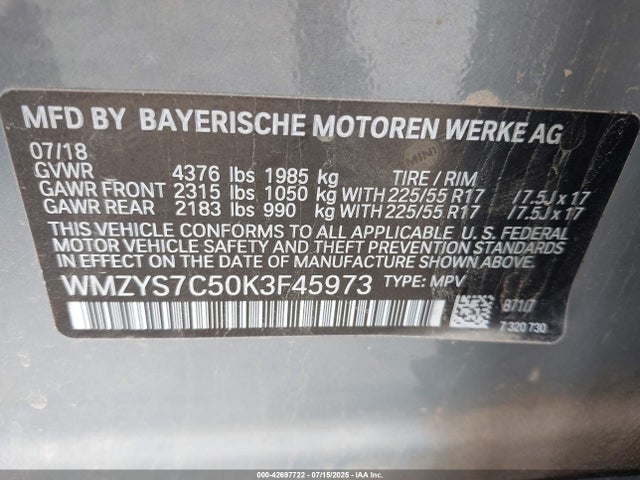 MFD BY BAYERISCHE MOTOREN WERKE AG
07/18
MINI
GVWR 4376 lbs 1985 kg TIRE / RIM
GAWR FRONT 2315 lbs 1050 kg WITH 225/55 R17 /7.5J x 17
GAWR REAR 2183 lbs 990 kg WITH 225/55 R17 /7.5J x 17
THIS VEHICLE CONFORMS TO ALL APPLICABLE U. S. FEDERAL
MOTOR VEHICLE SAFETY AND THEFT PREVENTION STANDARDS
IN EFFECT ON THE DATE OF MANUFACTURE SHOWN ABOVE.
WMZYS7C50K3F45973 TYPE: MPV
B71/7
7 320 730
000-42697722 - 07/15/2025 - IAA Inc.